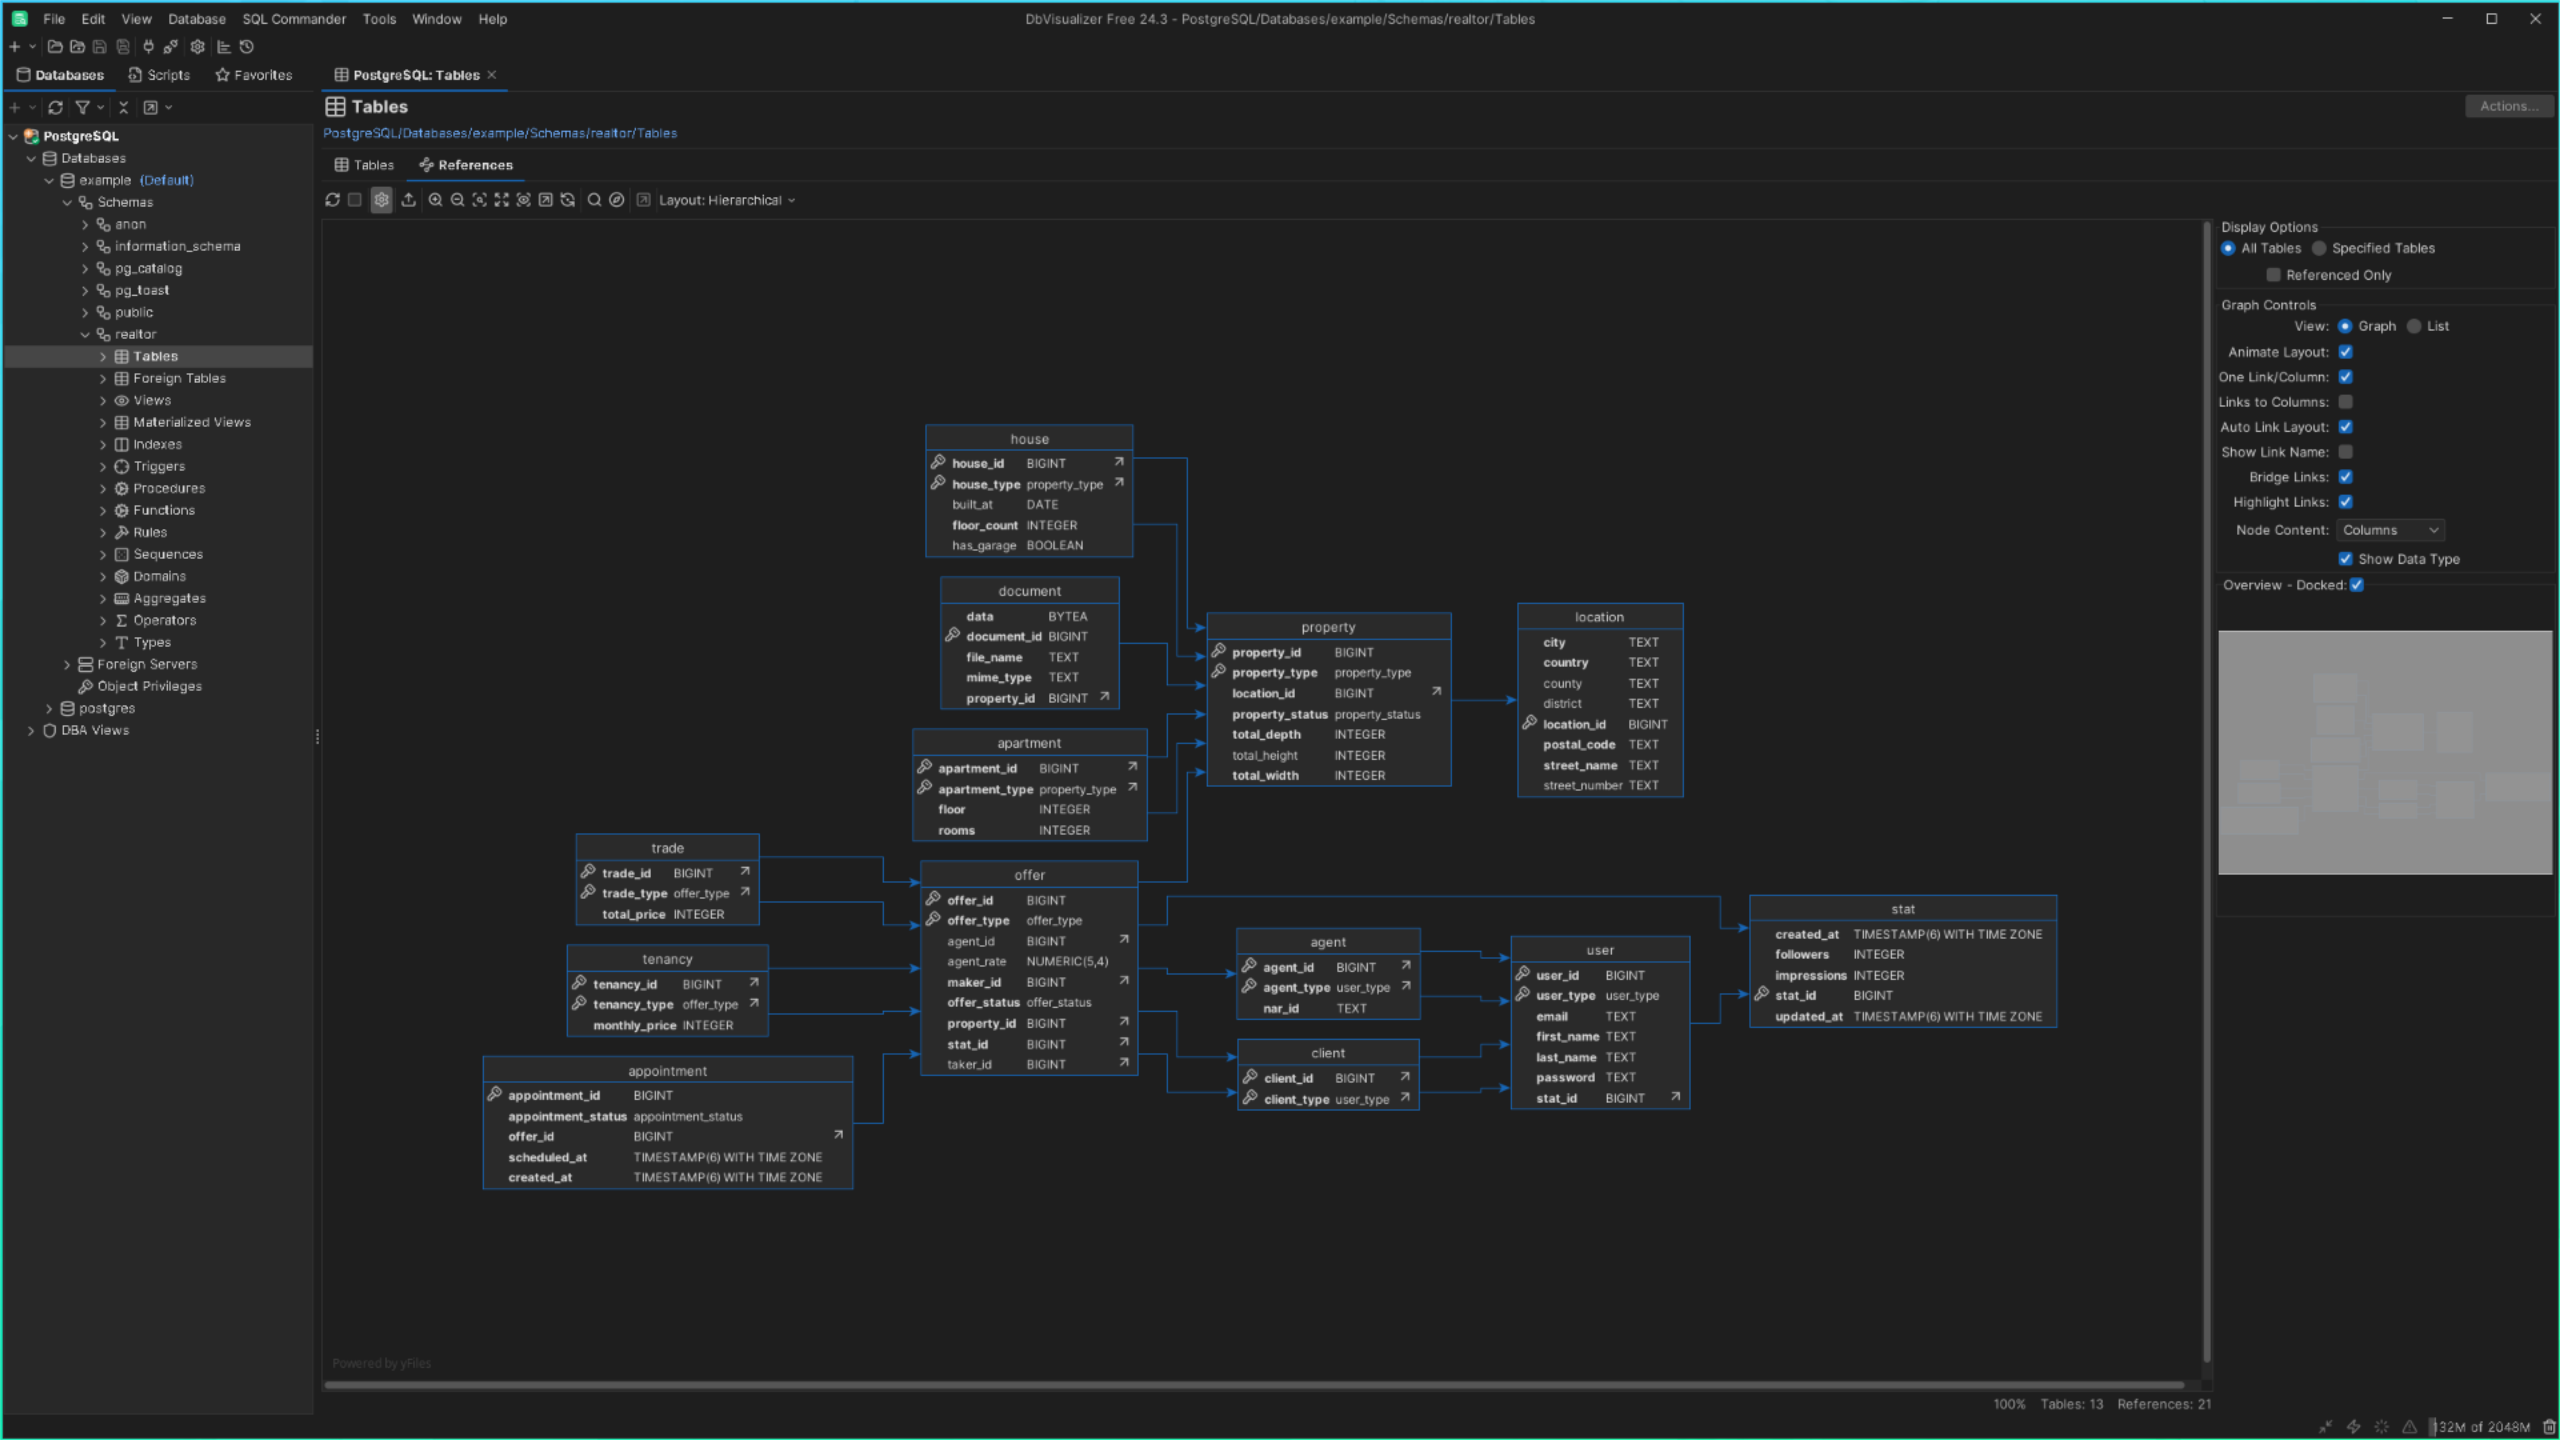 File Edit View Database SQL Commander Tools Window Help
DbVisualizer Free 24.3 - PostgreSQL/Databases/example/Schemas/realtor/Tables
Databases Scripts Favorites
PostgreSQL: Tables
Tables
Actions...
PostgreSQL/Databases/example/Schemas/realtor/Tables
Tables References
Layout: Hierarchical
PostgreSQL
Databases
example (Default)
Schemas
anon
information_schema
pg_catalog
pg_toast
public
realtor
Tables
Foreign Tables
Views
Materialized Views
Indexes
Triggers
Procedures
Functions
Rules
Sequences
Domains
Aggregates
Operators
Types
Foreign Servers
Object Privileges
postgres
DBA Views
house
house_id BIGINT
house_type property_type
built_at DATE
floor_count INTEGER
has_garage BOOLEAN
document
data BYTEA
document_id BIGINT
file_name TEXT
mime_type TEXT
property_id BIGINT
apartment
apartment_id BIGINT
apartment_type property_type
floor INTEGER
rooms INTEGER
property
property_id BIGINT
property_type property_type
location_id BIGINT
property_status property_status
total_depth INTEGER
total_height INTEGER
total_width INTEGER
location
city TEXT
country TEXT
county TEXT
district TEXT
location_id BIGINT
postal_code TEXT
street_name TEXT
street_number TEXT
trade
trade_id BIGINT
trade_type offer_type
total_price INTEGER
tenancy
tenancy_id BIGINT
tenancy_type offer_type
monthly_price INTEGER
appointment
appointment_id BIGINT
appointment_status appointment_status
offer_id BIGINT
scheduled_at TIMESTAMP(6) WITH TIME ZONE
created_at TIMESTAMP(6) WITH TIME ZONE
offer
offer_id BIGINT
offer_type offer_type
agent_id BIGINT
agent_rate NUMERIC(5,4)
maker_id BIGINT
offer_status offer_status
property_id BIGINT
stat_id BIGINT
taker_id BIGINT
agent
agent_id BIGINT
agent_type user_type
nar_id TEXT
client
client_id BIGINT
client_type user_type
user
user_id BIGINT
user_type user_type
email TEXT
first_name TEXT
last_name TEXT
password TEXT
stat_id BIGINT
stat
created_at TIMESTAMP(6) WITH TIME ZONE
followers INTEGER
impressions INTEGER
stat_id BIGINT
updated_at TIMESTAMP(6) WITH TIME ZONE
Powered by yFiles
Display Options
All Tables Specified Tables
Referenced Only
Graph Controls
View: Graph List
Animate Layout:
One Link/Column:
Links to Columns:
Auto Link Layout:
Show Link Name:
Bridge Links:
Highlight Links:
Node Content: Columns
Show Data Type
Overview - Docked:
100% Tables: 13 References: 21
132M of 2048M